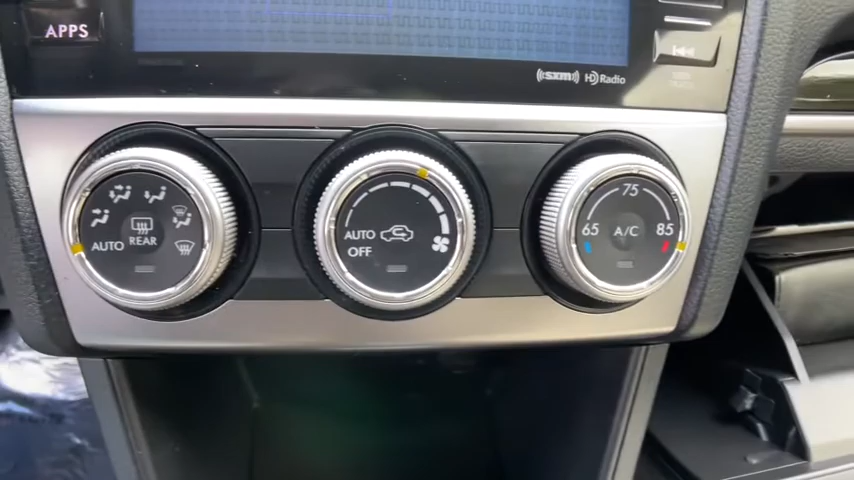 APPS
((sxm))
HD Radio
AUTO
REAR
AUTO
OFF
75
65
A/C
85